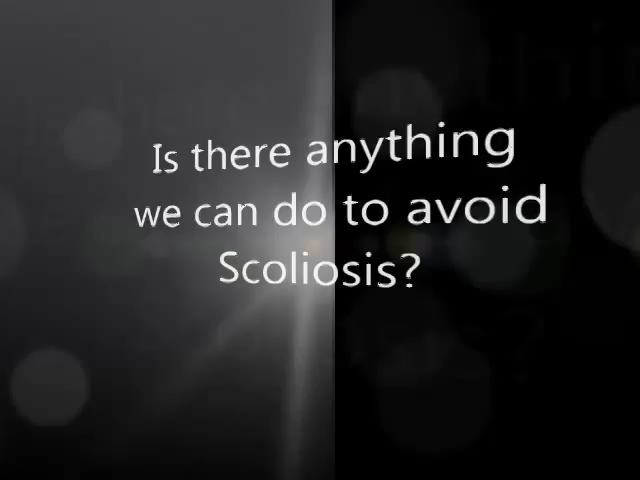 Is there anything
we can do to avoid
Scoliosis?